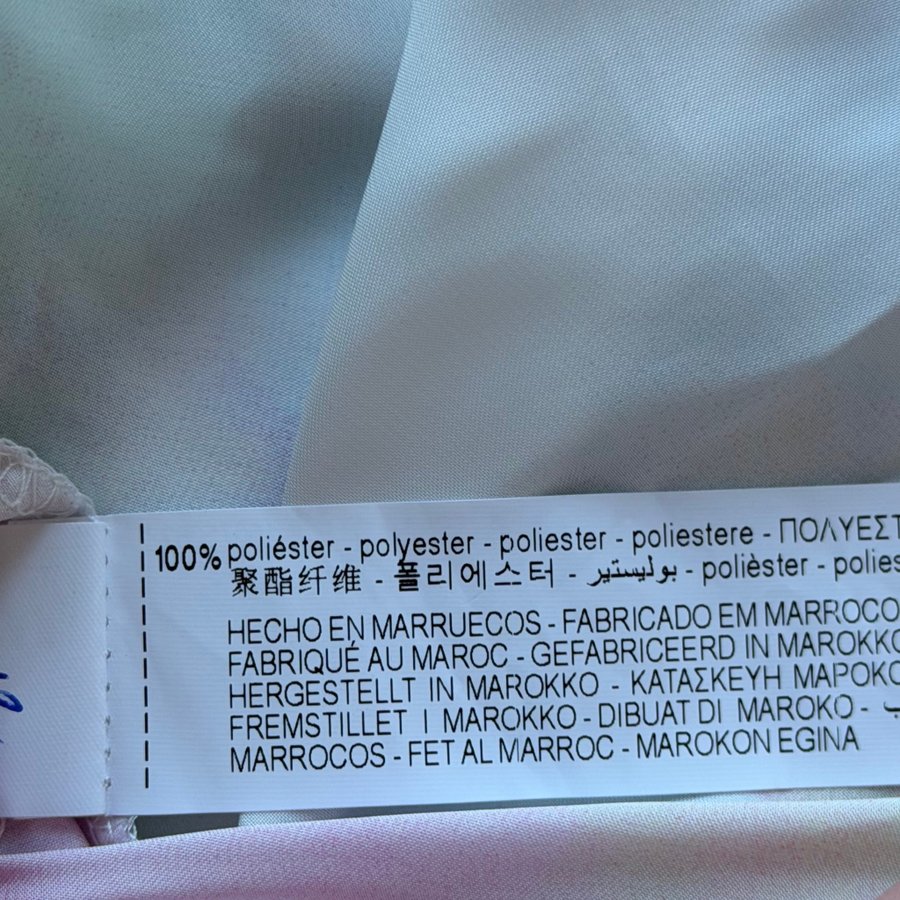 100% poliéster - polyester - poliester - poliestere - ΠΟΛΥΕΣΤ
聚酯纤维 - 폴리에스터 - بوليستير - polièster - polies
HECHO EN MARRUECOS - FABRICADO EM MARROCO
FABRIQUÉ AU MAROC - GEFABRICEERD IN MAROKKO
HERGESTELLT IN MAROKKO - ΚΑΤΑΣΚΕΥΗ ΜΑΡΟΚΟ
FREMSTILLET I MAROKKO - DIBUAT DI MAROKO -
MARROCOS - FET AL MARROC - MAROKON EGINA